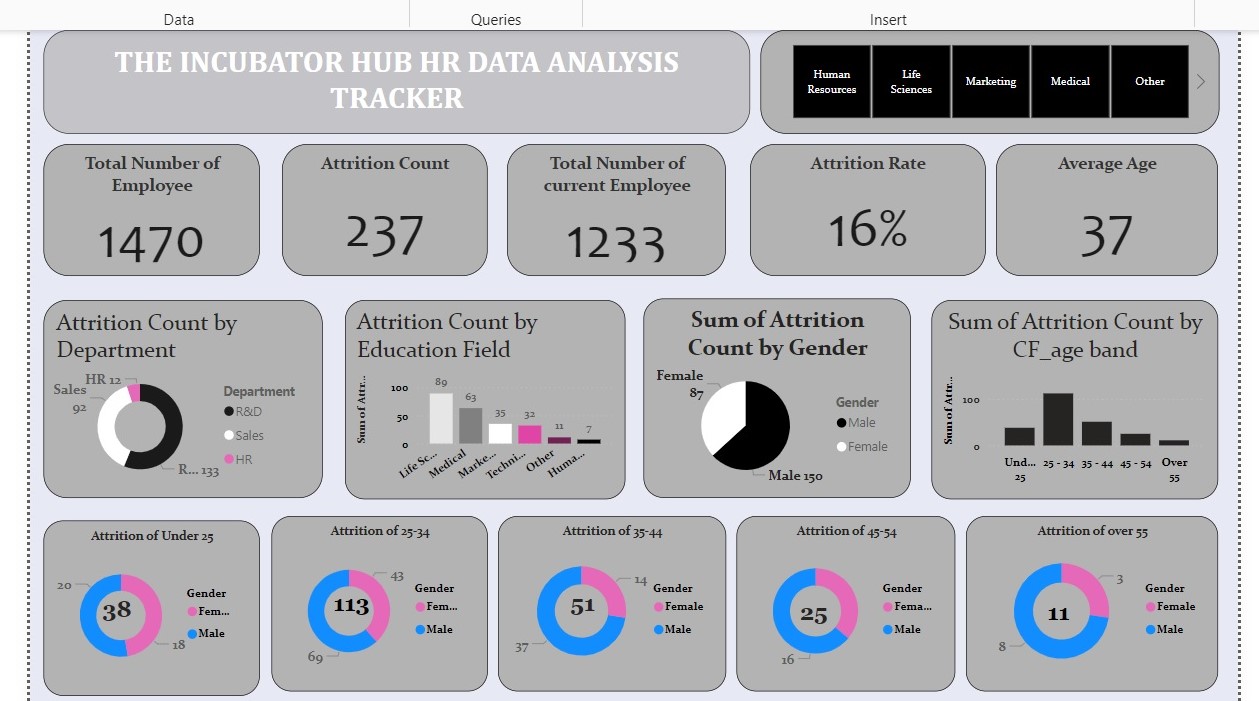 Data
Queries
Insert
THE INCUBATOR HUB HR DATA ANALYSIS
TRACKER
Human
Resources
Life
Sciences
Marketing
Medical
Other
Total Number of
Employee
1470
Attrition Count
237
Total Number of
current Employee
1233
Attrition Rate
16%
Average Age
37
Attrition Count by
Department
HR 12
Sales
92
R... 133
Department
R&D
Sales
HR
Attrition Count by
Education Field
Sum of Attr...
100
50
0
89
63
35
32
11
7
Life Sc...
Medical
Marke...
Techni...
Other
Huma...
Sum of Attrition
Count by Gender
Female
87
Male 150
Gender
Male
Female
Sum of Attrition Count by
CF_age band
Sum of Attr...
100
0
Und...
25
25 - 34
35 - 44
45 - 54
Over
55
Attrition of Under 25
20
38
18
Gender
Fem...
Male
Attrition of 25-34
43
113
69
Gender
Fem...
Male
Attrition of 35-44
14
51
37
Gender
Female
Male
Attrition of 45-54
25
16
Gender
Fema...
Male
Attrition of over 55
3
11
8
Gender
Female
Male